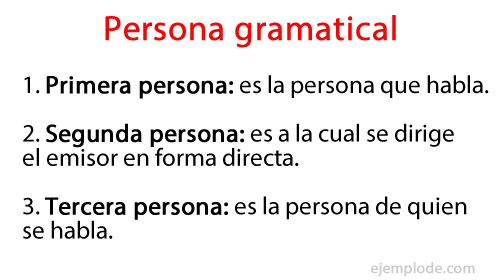 Persona gramatical
1. Primera persona: es la persona que habla.
2. Segunda persona: es a la cual se dirige
el emisor en forma directa.
3. Tercera persona: es la persona de quien
se habla.
ejemplode.com